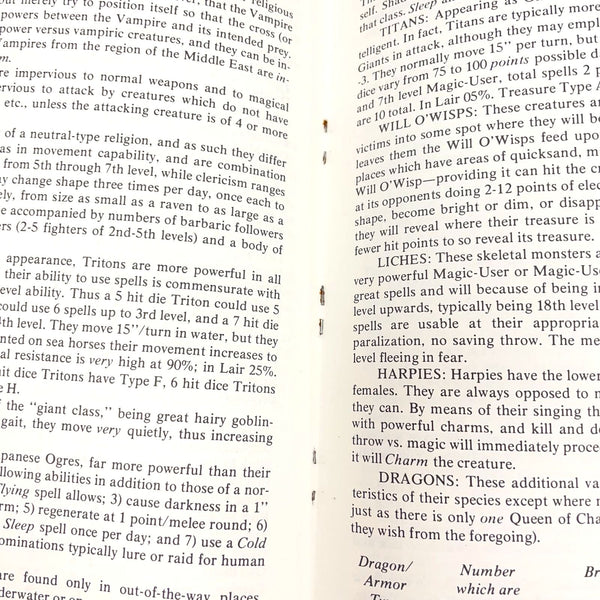 religious
but merely try to position itself so that the Vampire
powers between the Vampire and its intended prey.
power versus vampiric creatures, and they can be in-
Vampires from the region of the Middle East are in-
m.
re impervious to normal weapons and to magical
ervious to attack by creatures which do not have
etc., unless the attacking creature is of 4 or more
of a neutral-type religion, and as such they differ
as in movement capability, and are combination
from 5th through 7th level, while clericism ranges
ay change shape three times per day, once each to
ely, from size as small as a raven to as large as a
e accompanied by numbers of barbaric followers
ers (2-5 fighters of 2nd-5th levels) and a body of
appearance, Tritons are more powerful in all
their ability to use spells is commensurate with
evel ability. Thus a 5 hit die Triton could use 5
could use 6 spells up to 3rd level, and a 7 hit die
4th level. They move 15"/turn in water, but they
nted on sea horses their movement increases to
al resistance is very high at 90%; in Lair 25%.
hit dice Tritons have Type F, 6 hit dice Tritons
e H.
f the "giant class," being great hairy goblin-
gait, they move very quietly, thus increasing
panese Ogres, far more powerful than their
llowing abilities in addition to those of a nor-
Flying spell allows; 3) cause darkness in a 1"
rm; 5) regenerate at 1 point/melee round; 6)
Sleep spell once per day; and 7) use a Cold
ominations typically lure or raid for human
are found only in out-of-the-way places
self.
that class. Sleep and
TITANS: Appearing as
telligent. In fact, Titans are typically more
Giants in attack, although they may empl
.3. They normally move 15" per turn, but
dice vary from 75 to 100 points possible da
and 7th level Magic-User, total spells 2 p
are 10 total. In Lair 05%. Treasure Type A
WILL O'WISPS: These creatures ar
victims into some spot where they will be
leaves them the Will O'Wisps feed upo
places which have areas of quicksand, m
Will O'Wisp—providing it can hit the cr
at its opponents doing 2-12 points of elec
shape, become bright or dim, or disapp
they will reveal where their treasure is
fewer hit points to so reveal its treasure.
LICHES: These skeletal monsters a
very powerful Magic-User or Magic-Use
great spells and will because of being in
level upwards, typically being 18th level
spells are usable at their appropria
paralization, no saving throw. The me
level fleeing in fear.
HARPIES: Harpies have the lower
females. They are always opposed to m
they can. By means of their singing th
with powerful charms, and kill and de
throw vs. magic will immediately procee
it will Charm the creature.
DRAGONS: These additional va
teristics of their species except where n
just as there is only one Queen of Cha
they wish from the foregoing).
Dragon/ Number Br
Armor which are